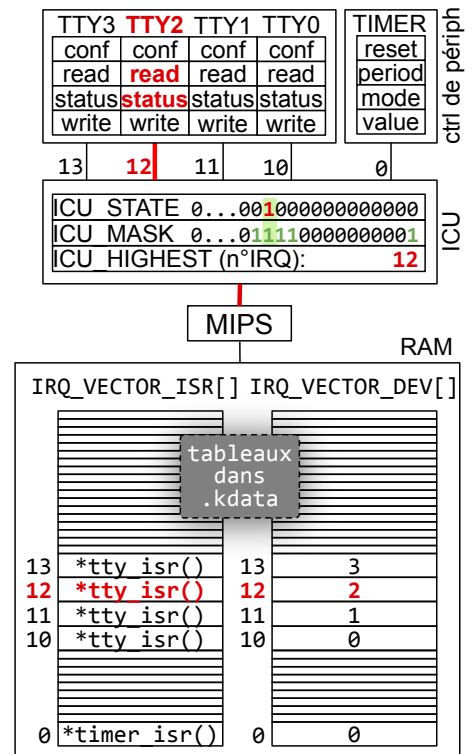 TTY3 TTY2 TTY1 TTY0 TIMER
conf conf conf conf reset
read read read read period
status status status status mode
write write write write value
ctrl de périph
13 12 11 10 0
ICU_STATE 0...001000000000000
ICU_MASK 0...011110000000001
ICU_HIGHEST (n°IRQ): 12
ICU
MIPS
RAM
IRQ_VECTOR_ISR[] IRQ_VECTOR_DEV[]
tableaux
dans
.kdata
13 *tty_isr() 13 3
12 *tty_isr() 12 2
11 *tty_isr() 11 1
10 *tty_isr() 10 0
0 *timer_isr() 0 0